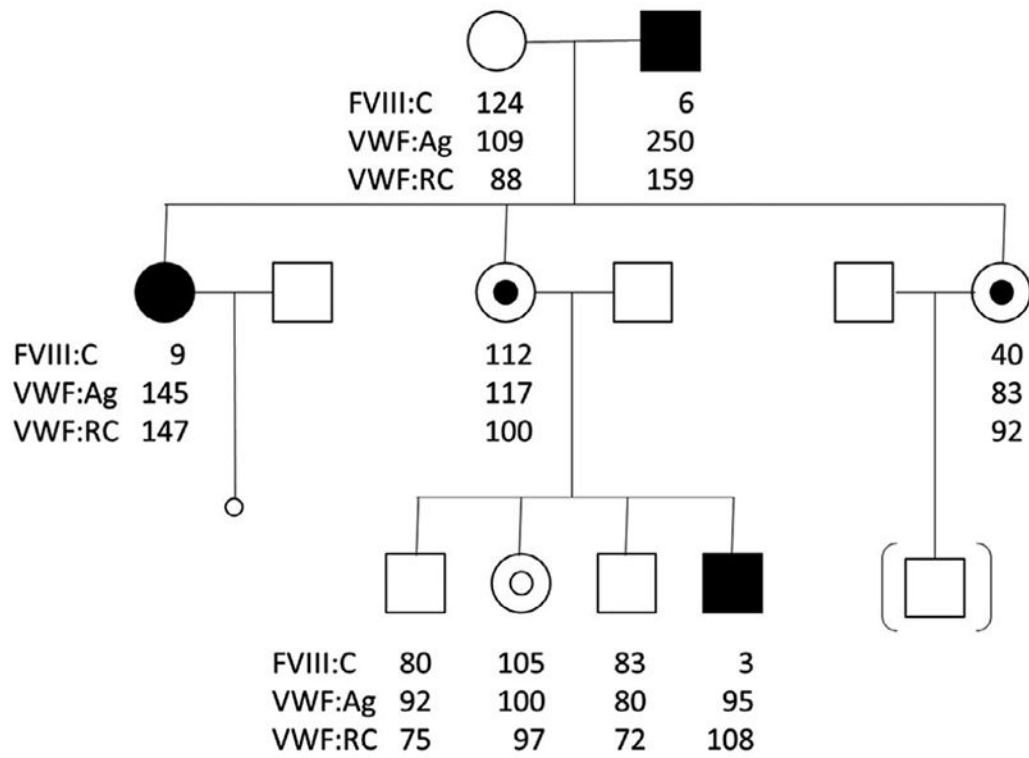 FVIII:C 124 6
VWF:Ag 109 250
VWF:RC 88 159
FVIII:C 9 112 40
VWF:Ag 145 117 83
VWF:RC 147 100 92
FVIII:C 80 105 83 3
VWF:Ag 92 100 80 95
VWF:RC 75 97 72 108